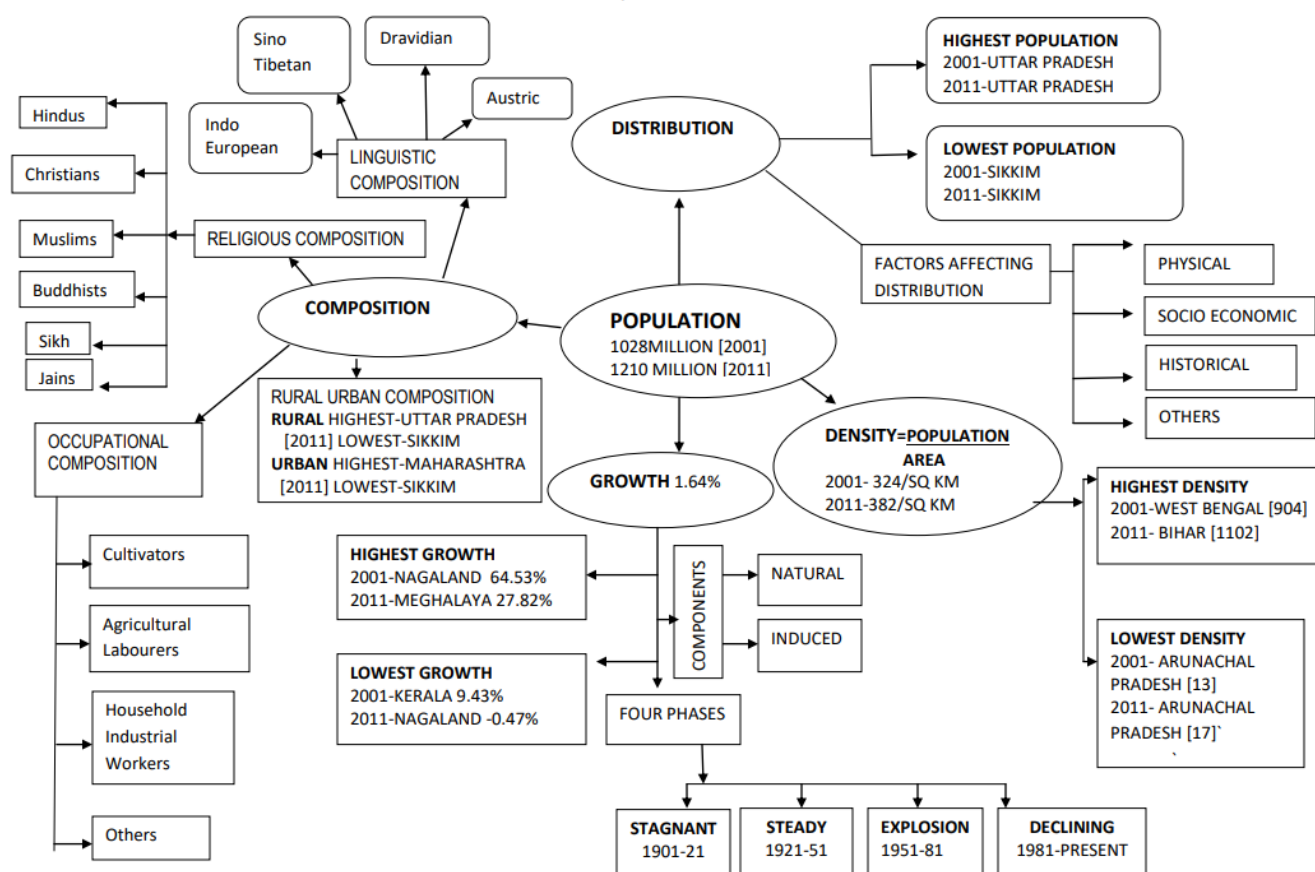 Sino
Tibetan
Dravidian
Austric
Indo
European
LINGUISTIC
COMPOSITION
Hindus
Christians
Muslims
Buddhists
Sikh
Jains
RELIGIOUS COMPOSITION
COMPOSITION
DISTRIBUTION
HIGHEST POPULATION
2001-UTTAR PRADESH
2011-UTTAR PRADESH
LOWEST POPULATION
2001-SIKKIM
2011-SIKKIM
FACTORS AFFECTING
DISTRIBUTION
PHYSICAL
SOCIO ECONOMIC
HISTORICAL
OTHERS
POPULATION
1028MILLION [2001]
1210 MILLION [2011]
RURAL URBAN COMPOSITION
RURAL HIGHEST-UTTAR PRADESH
[2011] LOWEST-SIKKIM
URBAN HIGHEST-MAHARASHTRA
[2011] LOWEST-SIKKIM
OCCUPATIONAL
COMPOSITION
Cultivators
Agricultural
Labourers
Household
Industrial
Workers
Others
GROWTH 1.64%
DENSITY=POPULATION
AREA
2001- 324/SQ KM
2011-382/SQ KM
HIGHEST DENSITY
2001-WEST BENGAL [904]
2011- BIHAR [1102]
LOWEST DENSITY
2001- ARUNACHAL
PRADESH [13]
2011- ARUNACHAL
PRADESH [17]`
`
HIGHEST GROWTH
2001-NAGALAND 64.53%
2011-MEGHALAYA 27.82%
LOWEST GROWTH
2001-KERALA 9.43%
2011-NAGALAND -0.47%
COMPONENTS
NATURAL
INDUCED
FOUR PHASES
STAGNANT
1901-21
STEADY
1921-51
EXPLOSION
1951-81
DECLINING
1981-PRESENT